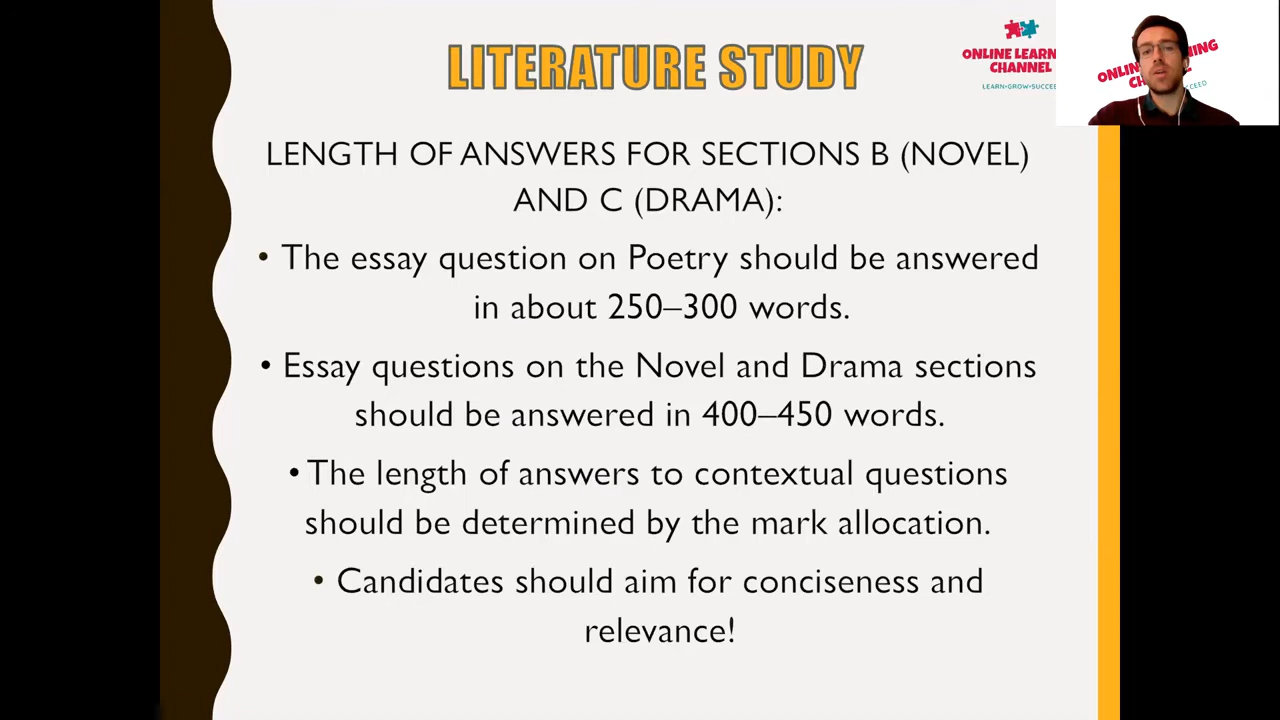 LITERATURE STUDY
ONLINE LEARN
CHANNEL
LEARN•GROW•SUCCEE
LENGTH OF ANSWERS FOR SECTIONS B (NOVEL)
AND C (DRAMA):
• The essay question on Poetry should be answered
in about 250–300 words.
• Essay questions on the Novel and Drama sections
should be answered in 400–450 words.
• The length of answers to contextual questions
should be determined by the mark allocation.
• Candidates should aim for conciseness and
relevance!